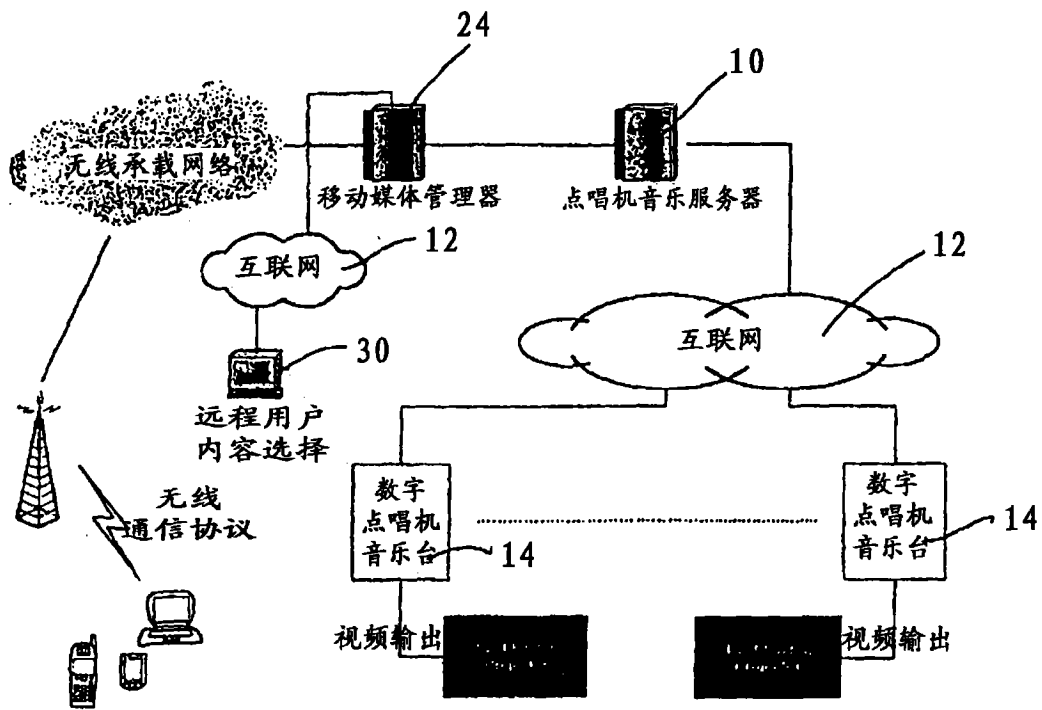 24
10
无线承载网络
移动媒体管理器
点唱机音乐服务器
12
互联网
12
互联网
30
远程用户
内容选择
无线
通信协议
数字
点唱机
音乐台
14
数字
点唱机
音乐台
14
视频输出
视频输出